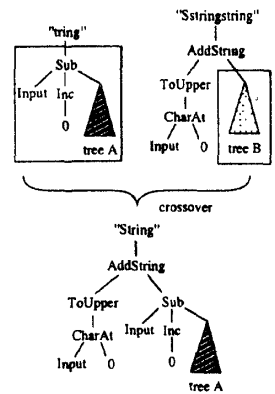 "tring"
Sub
Input Inc
0
tree A
"Sstringstring"
AddString
ToUpper
CharAt
Input 0
tree B
crossover
"String"
AddString
ToUpper Sub
CharAt Input Inc
Input 0 0
tree A